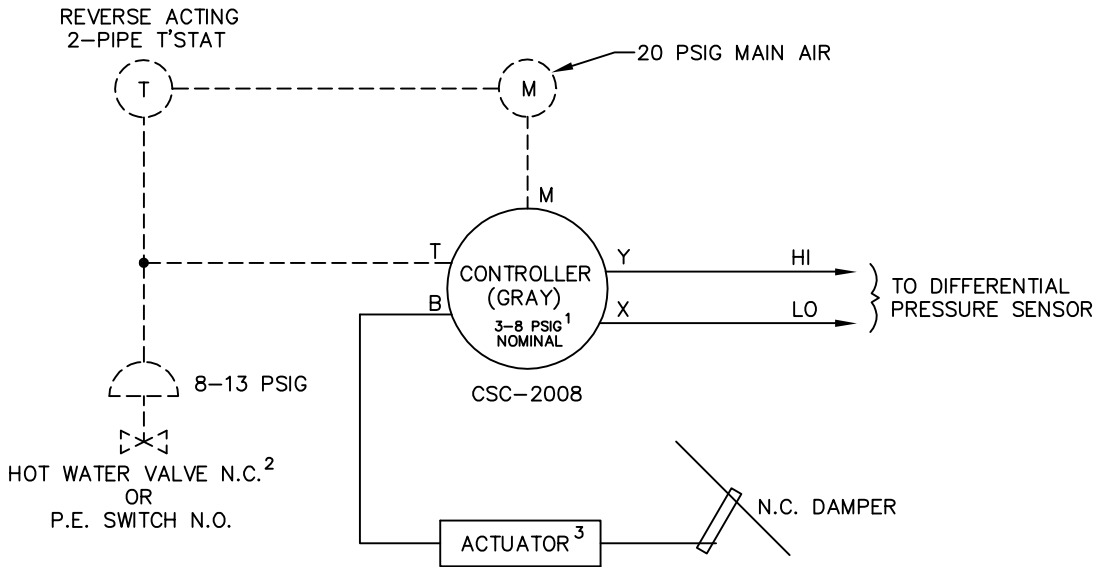 REVERSE ACTING
2-PIPE T'STAT
20 PSIG MAIN AIR
T
M
M
T
Y
HI
CONTROLLER
(GRAY)
TO DIFFERENTIAL
PRESSURE SENSOR
B
X
LO
3-8 PSIG¹
NOMINAL
8-13 PSIG
CSC-2008
HOT WATER VALVE N.C.²
OR
P.E. SWITCH N.O.
N.C. DAMPER
ACTUATOR³